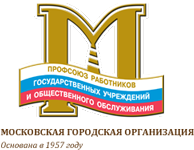 ПРОФСОЮЗ РАБОТНИКОВ
ГОСУДАРСТВЕННЫХ УЧРЕЖДЕНИЙ
И ОБЩЕСТВЕННОГО ОБСЛУЖИВАНИЯ
МОСКОВСКАЯ ГОРОДСКАЯ ОРГАНИЗАЦИЯ
Основана в 1957 году